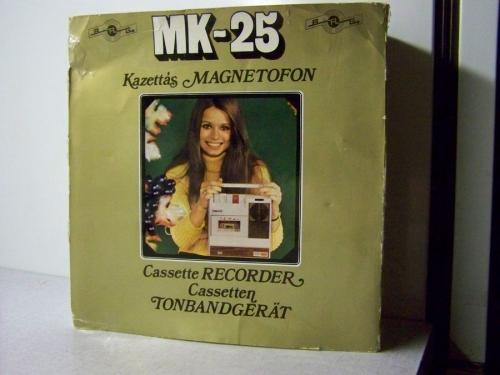 MK-25
Kazettás MAGNETOFON
Cassette RECORDER
Cassetten
TONBANDGERÄT